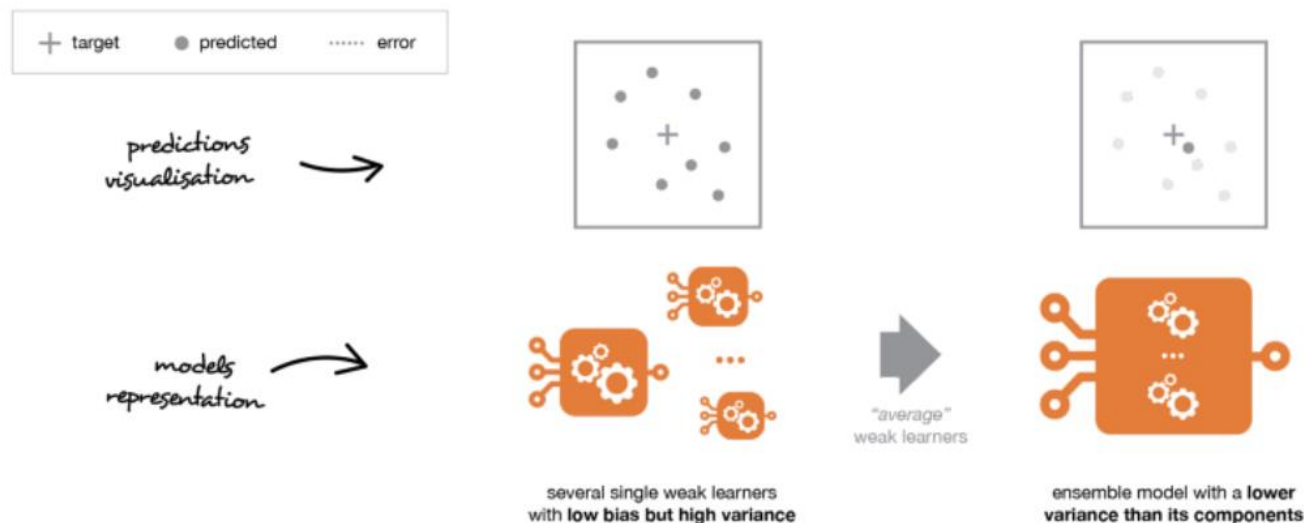 target predicted error
predictions
visualisation
models
representation
"average"
weak learners
several single weak learners
with low bias but high variance
ensemble model with a lower
variance than its components